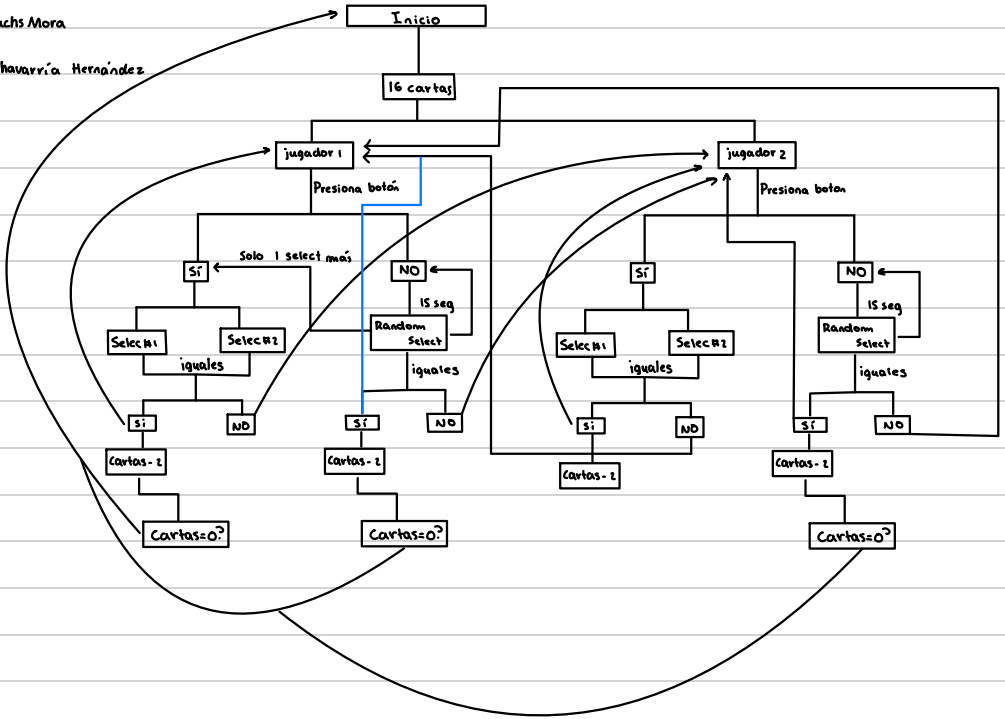 Mora
Inicio
Hernández
16 cartas
jugador 1
jugador 2
Presiona botón
Presiona botón
Solo 1 select más
Sí
NO
Sí
NO
15 seg
15 seg
Random
Select
Random
Select
Selec#1
Selec#2
Selec#1
Selec#2
iguales
iguales
iguales
iguales
si
NO
Sí
NO
si
NO
Sí
NO
Cartas-2
Cartas-2
Cartas-2
Cartas-2
Cartas=0?
Cartas=0?
Cartas=0?